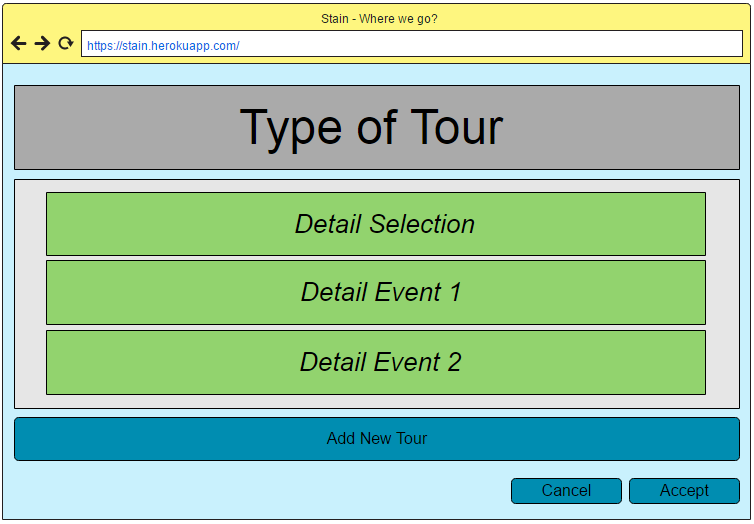 Stain - Where we go?
https://stain.herokuapp.com/
Type of Tour
Detail Selection
Detail Event 1
Detail Event 2
Add New Tour
Cancel Accept